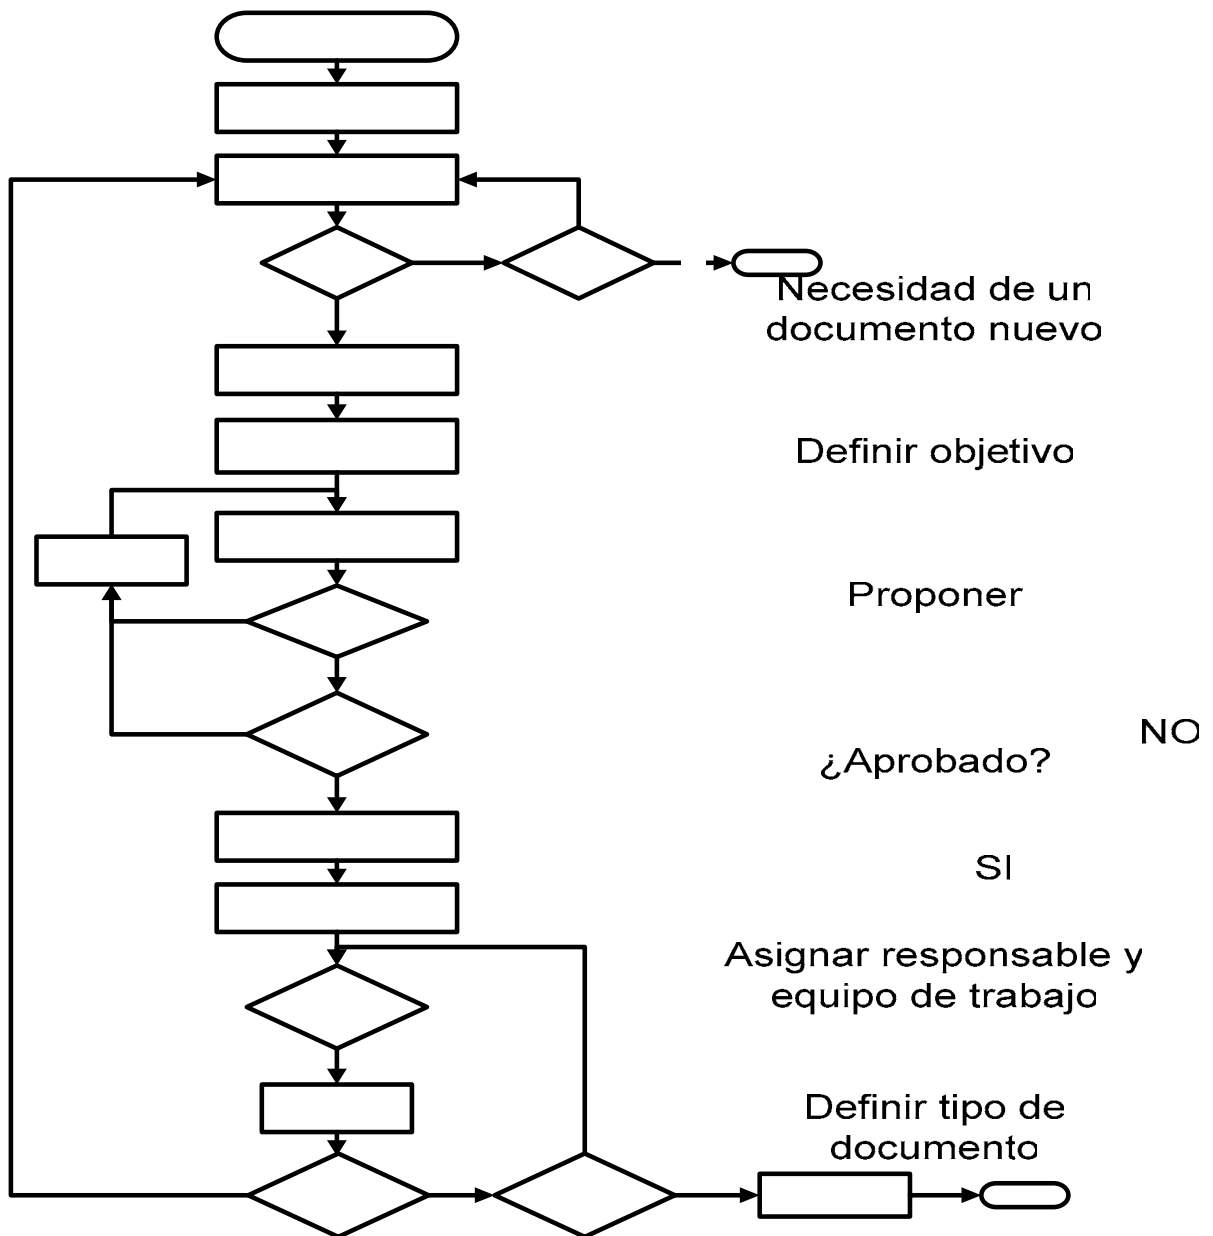 Necesidad de un
documento nuevo
Definir objetivo
Proponer
NO
¿Aprobado?
SI
Asignar responsable y
equipo de trabajo
Definir tipo de
documento